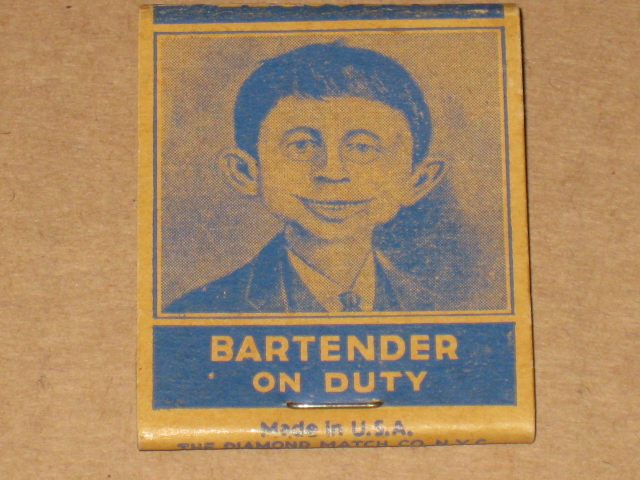 BARTENDER
ON DUTY
Made in U.S.A.
THE DIAMOND MATCH CO. N.Y.C.